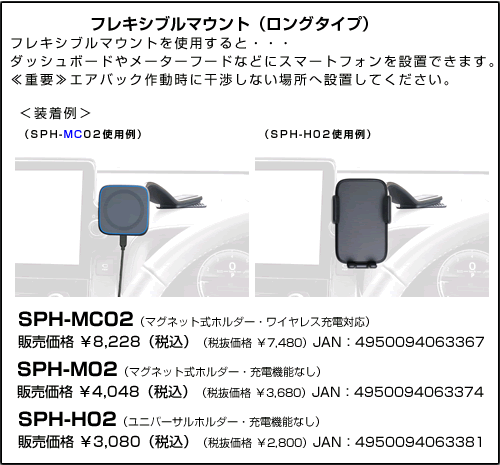 フレキシブルマウント（ロングタイプ）
フレキシブルマウントを使用すると・・・
ダッシュボードやメーターフードなどにスマートフォンを設置できます。
≪重要≫エアバック作動時に干渉しない場所へ設置してください。
＜装着例＞
（SPH-MC02使用例）
（SPH-H02使用例）
SPH-MC02（マグネット式ホルダー・ワイヤレス充電対応）
販売価格 ￥8,228（税込）（税抜価格 ￥7,480）JAN：4950094063367
SPH-M02（マグネット式ホルダー・充電機能なし）
販売価格 ￥4,048（税込）（税抜価格 ￥3,680）JAN：4950094063374
SPH-H02（ユニバーサルホルダー・充電機能なし）
販売価格 ￥3,080（税込）（税抜価格 ￥2,800）JAN：4950094063381